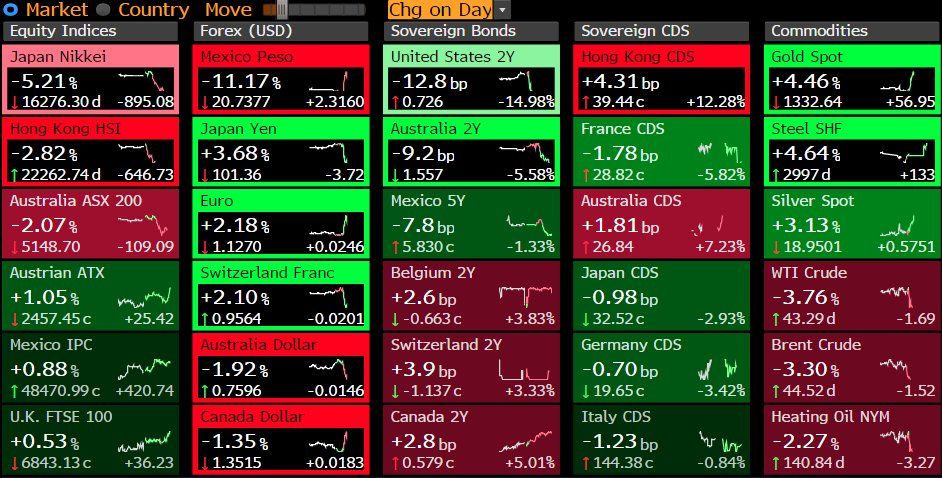 Market Country Move Chg on Day
Equity Indices Forex (USD) Sovereign Bonds Sovereign CDS Commodities
Japan Nikkei
-5.21 %
↓16276.30 d -895.08
Mexico Peso
-11.17 %
↓20.7377 +2.3160
United States 2Y
-12.8 bp
↑0.726 -14.98%
Hong Kong CDS
+4.31 bp
↑39.44 c +12.28%
Gold Spot
+4.46 %
↓1332.64 +56.95
Hong Kong HSI
-2.82 %
↑22262.74 d -646.73
Japan Yen
+3.68 %
↓101.36 -3.72
Australia 2Y
-9.2 bp
↓1.557 -5.58%
France CDS
-1.78 bp
↑28.82 c -5.82%
Steel SHF
+4.64 %
↑2997 d +133
Australia ASX 200
-2.07 %
↓5148.70 -109.09
Euro
+2.18 %
↓1.1270 +0.0246
Mexico 5Y
-7.8 bp
↑5.830 c -1.33%
Australia CDS
+1.81 bp
↑26.84 +7.23%
Silver Spot
+3.13 %
↓18.9501 +0.5751
Austrian ATX
+1.05 %
↓2457.45 c +25.42
Switzerland Franc
+2.10 %
↑0.9564 -0.0201
Belgium 2Y
+2.6 bp
↓-0.663 c +3.83%
Japan CDS
-0.98 bp
↓32.52 c -2.93%
WTI Crude
-3.76 %
↑43.29 d -1.69
Mexico IPC
+0.88 %
↑48470.99 c +420.74
Australia Dollar
-1.92 %
↑0.7596 -0.0146
Switzerland 2Y
+3.9 bp
↓-1.137 c +3.33%
Germany CDS
-0.70 bp
↓19.65 c -3.42%
Brent Crude
-3.30 %
↑44.52 d -1.52
U.K. FTSE 100
+0.53 %
↓6843.13 c +36.23
Canada Dollar
-1.35 %
↓1.3515 +0.0183
Canada 2Y
+2.8 bp
↑0.579 c +5.01%
Italy CDS
-1.23 bp
↑144.38 c -0.84%
Heating Oil NYM
-2.27 %
↑140.84 d -3.27